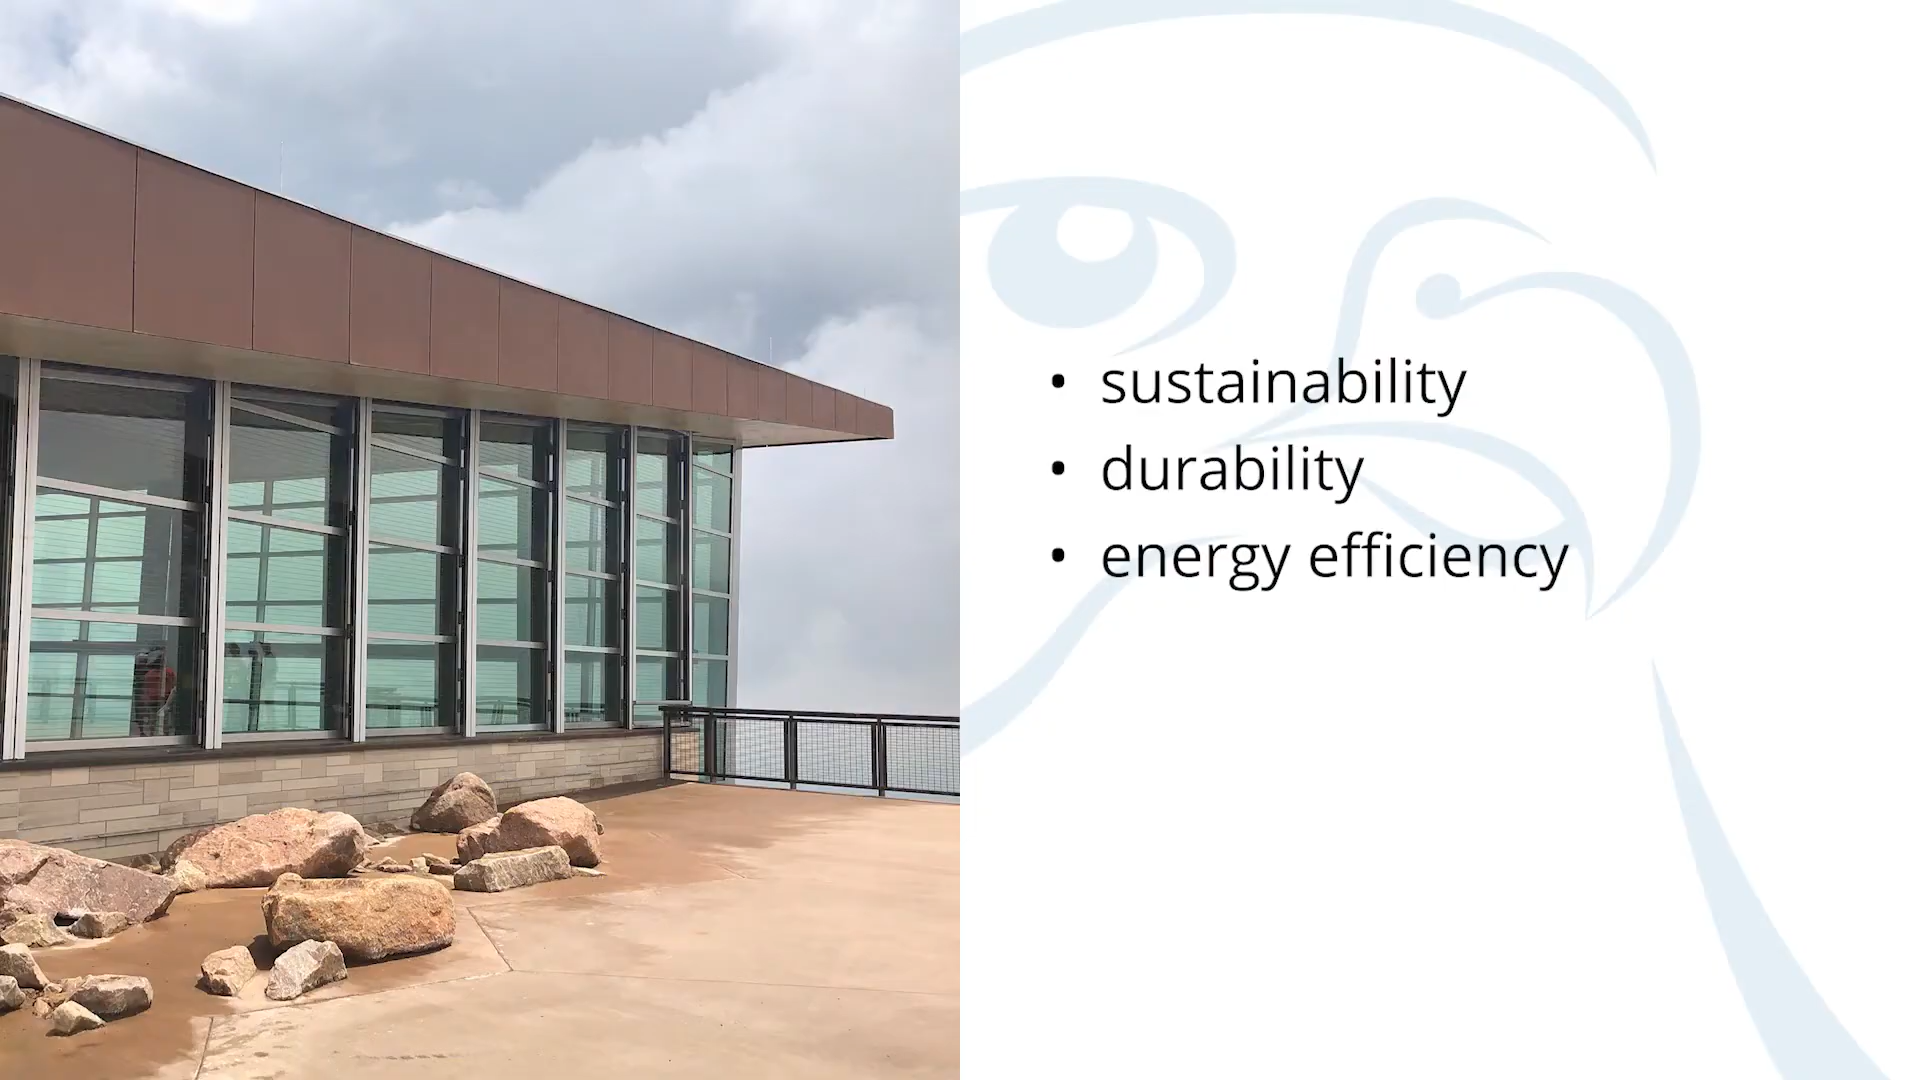 • sustainability
• durability
• energy efficiency